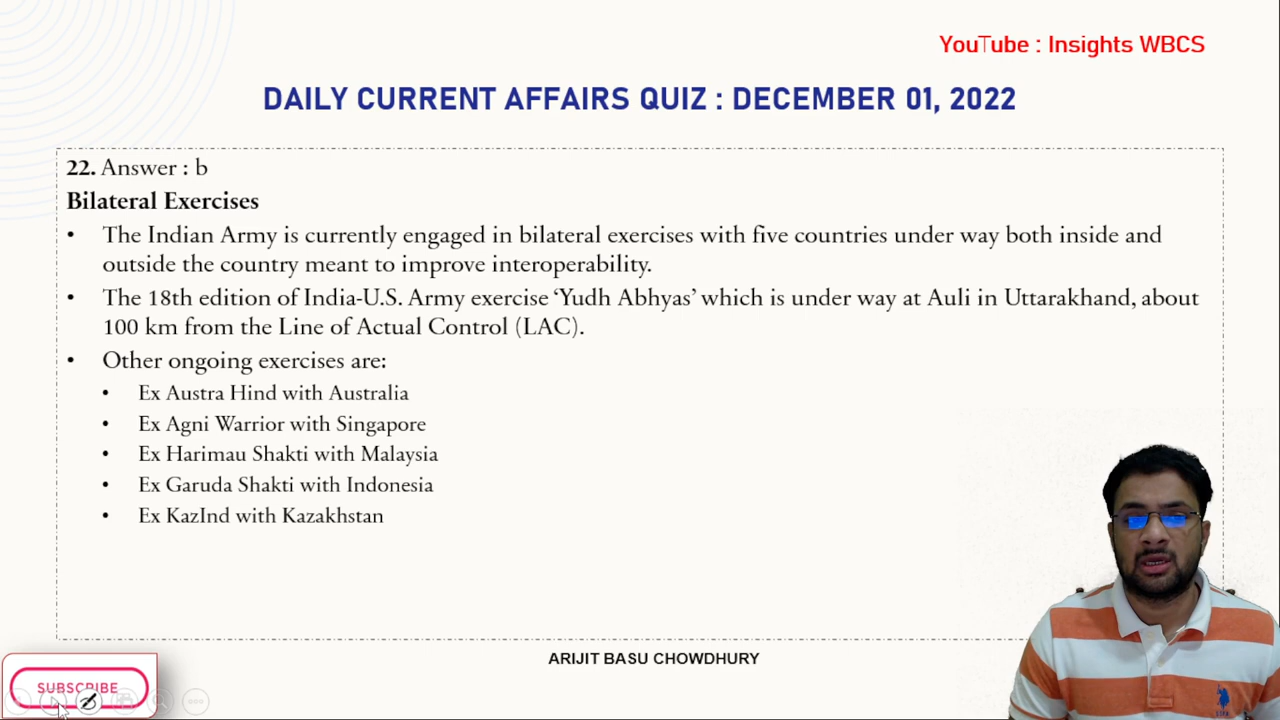 YouTube : Insights WBCS
DAILY CURRENT AFFAIRS QUIZ : DECEMBER 01, 2022
22. Answer : b
Bilateral Exercises
• The Indian Army is currently engaged in bilateral exercises with five countries under way both inside and
outside the country meant to improve interoperability.
• The 18th edition of India-U.S. Army exercise ‘Yudh Abhyas’ which is under way at Auli in Uttarakhand, about
100 km from the Line of Actual Control (LAC).
• Other ongoing exercises are:
• Ex Austra Hind with Australia
• Ex Agni Warrior with Singapore
• Ex Harimau Shakti with Malaysia
• Ex Garuda Shakti with Indonesia
• Ex KazInd with Kazakhstan
ARIJIT BASU CHOWDHURY
SUBSCRIBE